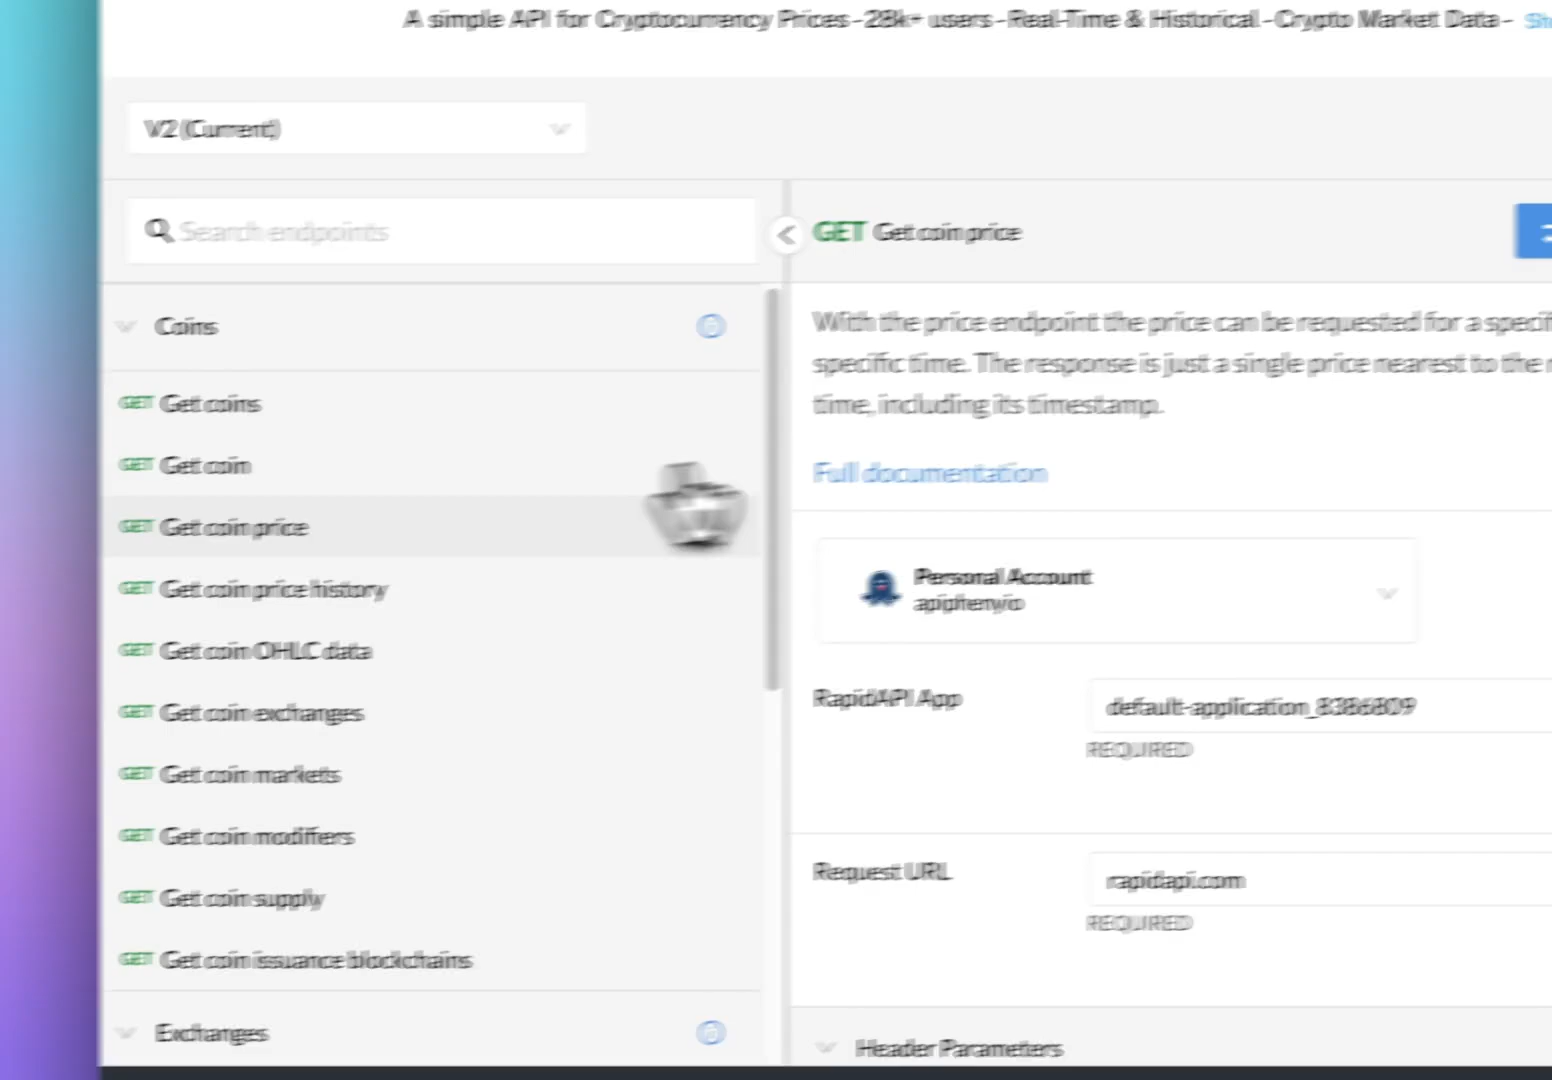 A simple API for Cryptocurrency Prices - 28k+ users - Real-Time & Historical - Crypto Market Data -
V2 (Current)
Search endpoints
GET Get coin price
Coins
With the price endpoint the price can be requested for a
specific time. The response is just a single price nearest to the
time, including its timestamp.
GET Get coins
GET Get coin
Full documentation
GET Get coin price
GET Get coin price history
Personal Account
apipheny.io
GET Get coin OHLC data
GET Get coin exchanges
RapidAPI App
default-application_8386809
REQUIRED
GET Get coin markets
GET Get coin modifiers
GET Get coin supply
Request URL
rapidapi.com
REQUIRED
GET Get coin issuance blockchains
Exchanges
Header Parameters